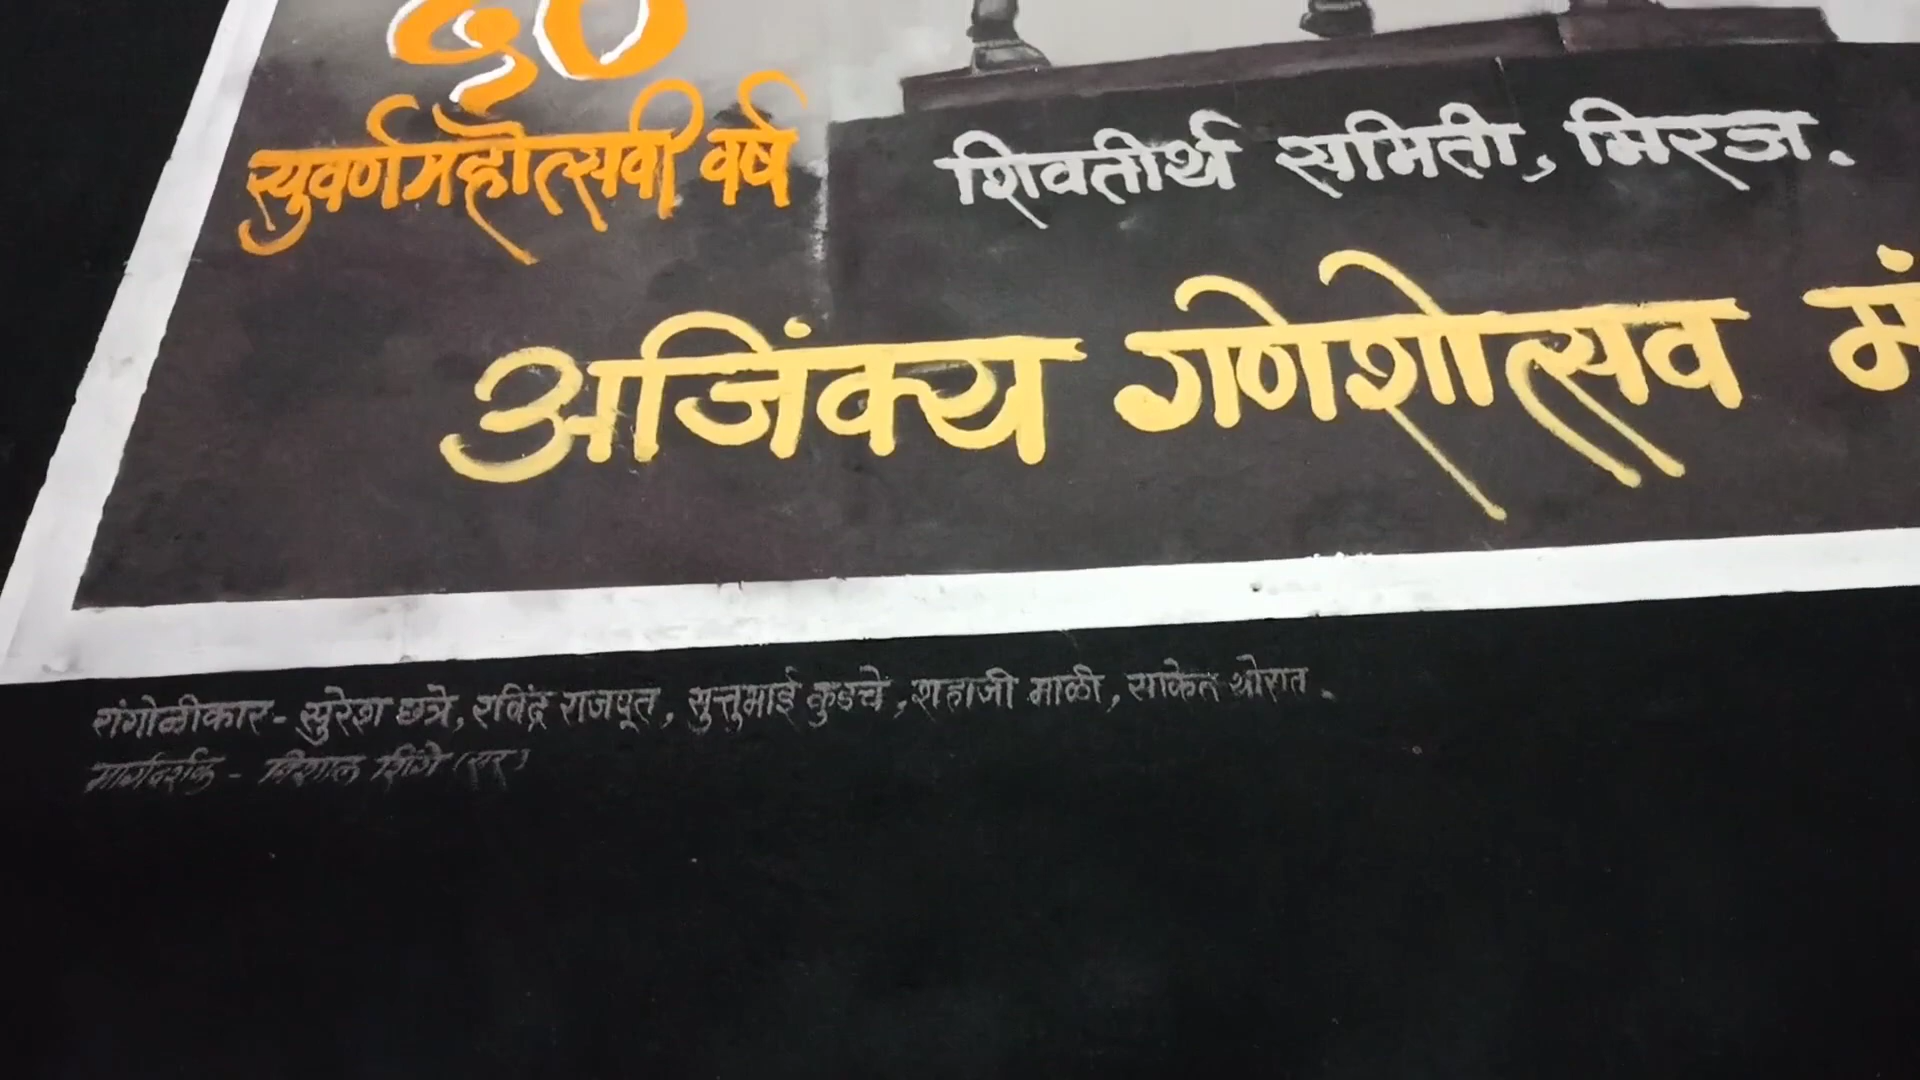 ५०
सुवर्णमहोत्सवी वर्ष
शिवतीर्थ समिती, मिरज.
अजिंक्य गणेशोत्सव मं
रांगोळीकार - सुरेश छत्रे, रविंद्र राजपूत, सुत्तुभाई कुडचे, शहाजी माळी, साकेत थोरात.
मार्गदर्शक - विशाल शिंगे (सर)